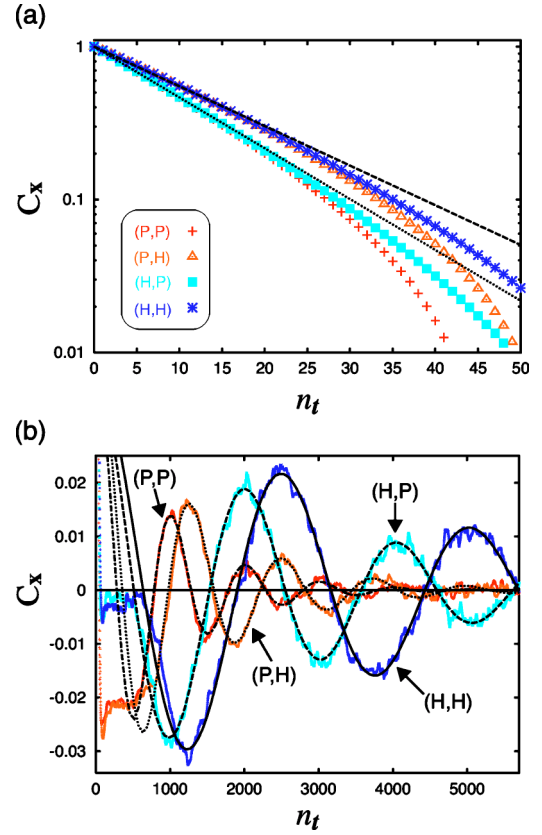 (a)
1
0.1
0.01
C_x
(P,P)
(P,H)
(H,P)
(H,H)
0 5 10 15 20 25 30 35 40 45 50
n_t
(b)
0.02
0.01
0
-0.01
-0.02
-0.03
C_x
(P,P)
(H,P)
(P,H)
(H,H)
0 1000 2000 3000 4000 5000
n_t